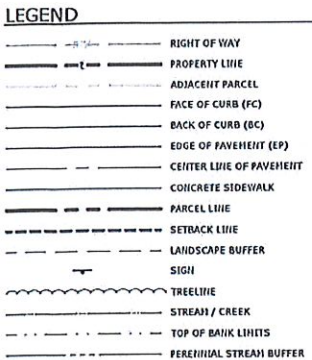 LEGEND
RIGHT OF WAY
PROPERTY LINE
ADJACENT PARCEL
FACE OF CURB (FC)
BACK OF CURB (BC)
EDGE OF PAVEMENT (EP)
CENTER LINE OF PAVEMENT
CONCRETE SIDEWALK
PARCEL LINE
SETBACK LINE
LANDSCAPE BUFFER
SIGN
TREELINE
STREAM / CREEK
TOP OF BANK LIMITS
PERENNIAL STREAM BUFFER